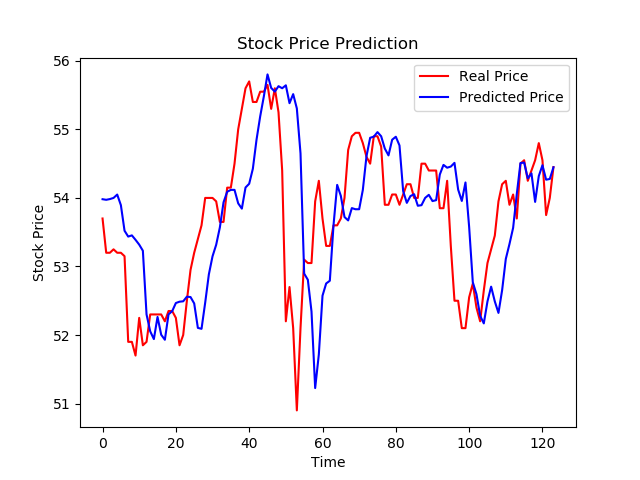 Stock Price Prediction
Real Price
Predicted Price
56
55
54
53
52
51
Stock Price
0 20 40 60 80 100 120
Time